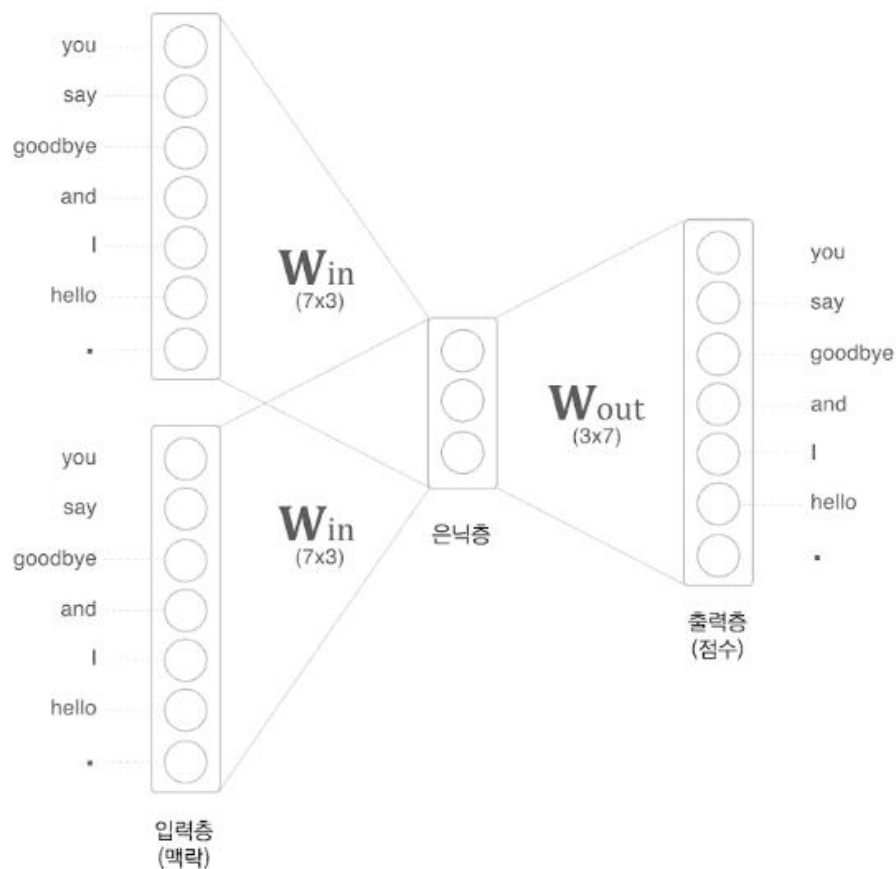 you
say
goodbye
and
I
hello
.
Win
(7x3)
you
say
goodbye
and
I
hello
.
Win
(7x3)
입력층
(맥락)
은닉층
Wout
(3x7)
you
say
goodbye
and
I
hello
.
출력층
(점수)